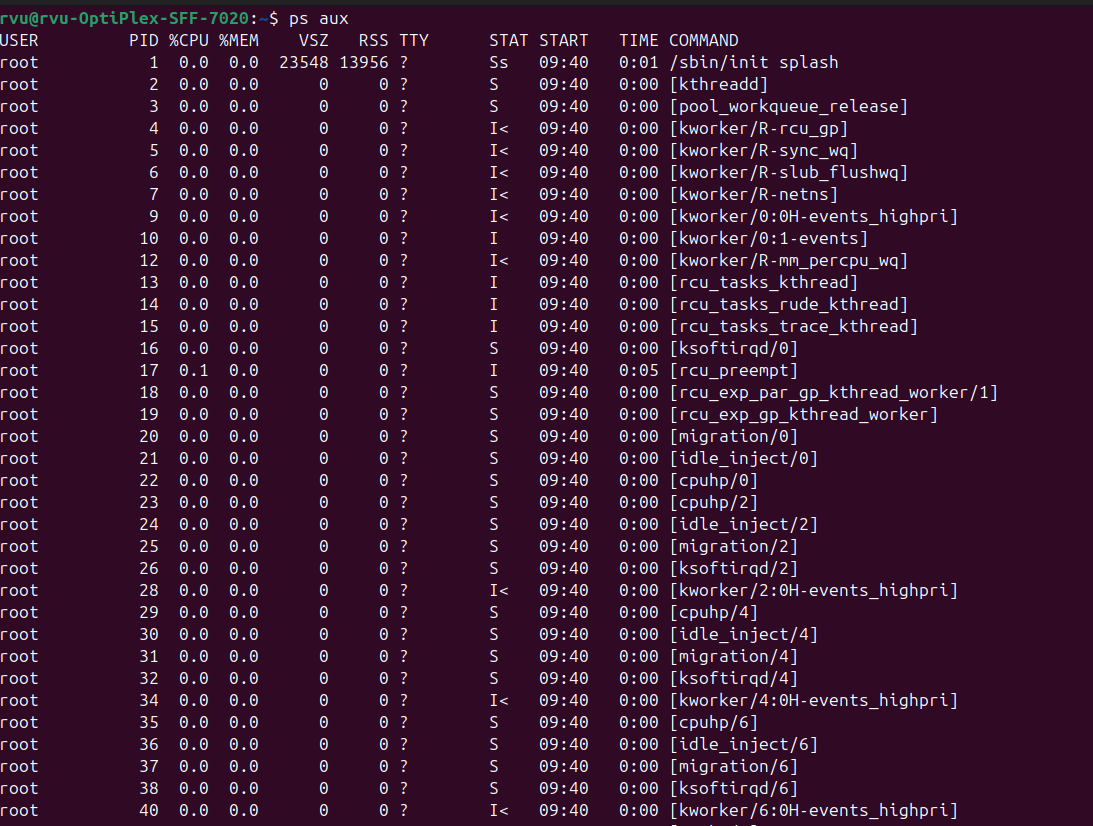 rvu@rvu-OptiPlex-SFF-7020:~$ ps aux
USER         PID %CPU %MEM    VSZ   RSS TTY      STAT START   TIME COMMAND
root           1  0.0  0.0  23548 13956 ?        Ss   09:40   0:01 /sbin/init splash
root           2  0.0  0.0      0     0 ?        S    09:40   0:00 [kthreadd]
root           3  0.0  0.0      0     0 ?        S    09:40   0:00 [pool_workqueue_release]
root           4  0.0  0.0      0     0 ?        I<   09:40   0:00 [kworker/R-rcu_gp]
root           5  0.0  0.0      0     0 ?        I<   09:40   0:00 [kworker/R-sync_wq]
root           6  0.0  0.0      0     0 ?        I<   09:40   0:00 [kworker/R-slub_flushwq]
root           7  0.0  0.0      0     0 ?        I<   09:40   0:00 [kworker/R-netns]
root           9  0.0  0.0      0     0 ?        I<   09:40   0:00 [kworker/0:0H-events_highpri]
root          10  0.0  0.0      0     0 ?        I    09:40   0:00 [kworker/0:1-events]
root          12  0.0  0.0      0     0 ?        I<   09:40   0:00 [kworker/R-mm_percpu_wq]
root          13  0.0  0.0      0     0 ?        I    09:40   0:00 [rcu_tasks_kthread]
root          14  0.0  0.0      0     0 ?        I    09:40   0:00 [rcu_tasks_rude_kthread]
root          15  0.0  0.0      0     0 ?        I    09:40   0:00 [rcu_tasks_trace_kthread]
root          16  0.0  0.0      0     0 ?        S    09:40   0:00 [ksoftirqd/0]
root          17  0.1  0.0      0     0 ?        I    09:40   0:05 [rcu_preempt]
root          18  0.0  0.0      0     0 ?        S    09:40   0:00 [rcu_exp_par_gp_kthread_worker/1]
root          19  0.0  0.0      0     0 ?        S    09:40   0:00 [rcu_exp_gp_kthread_worker]
root          20  0.0  0.0      0     0 ?        S    09:40   0:00 [migration/0]
root          21  0.0  0.0      0     0 ?        S    09:40   0:00 [idle_inject/0]
root          22  0.0  0.0      0     0 ?        S    09:40   0:00 [cpuhp/0]
root          23  0.0  0.0      0     0 ?        S    09:40   0:00 [cpuhp/2]
root          24  0.0  0.0      0     0 ?        S    09:40   0:00 [idle_inject/2]
root          25  0.0  0.0      0     0 ?        S    09:40   0:00 [migration/2]
root          26  0.0  0.0      0     0 ?        S    09:40   0:00 [ksoftirqd/2]
root          28  0.0  0.0      0     0 ?        I<   09:40   0:00 [kworker/2:0H-events_highpri]
root          29  0.0  0.0      0     0 ?        S    09:40   0:00 [cpuhp/4]
root          30  0.0  0.0      0     0 ?        S    09:40   0:00 [idle_inject/4]
root          31  0.0  0.0      0     0 ?        S    09:40   0:00 [migration/4]
root          32  0.0  0.0      0     0 ?        S    09:40   0:00 [ksoftirqd/4]
root          34  0.0  0.0      0     0 ?        I<   09:40   0:00 [kworker/4:0H-events_highpri]
root          35  0.0  0.0      0     0 ?        S    09:40   0:00 [cpuhp/6]
root          36  0.0  0.0      0     0 ?        S    09:40   0:00 [idle_inject/6]
root          37  0.0  0.0      0     0 ?        S    09:40   0:00 [migration/6]
root          38  0.0  0.0      0     0 ?        S    09:40   0:00 [ksoftirqd/6]
root          40  0.0  0.0      0     0 ?        I<   09:40   0:00 [kworker/6:0H-events_highpri]